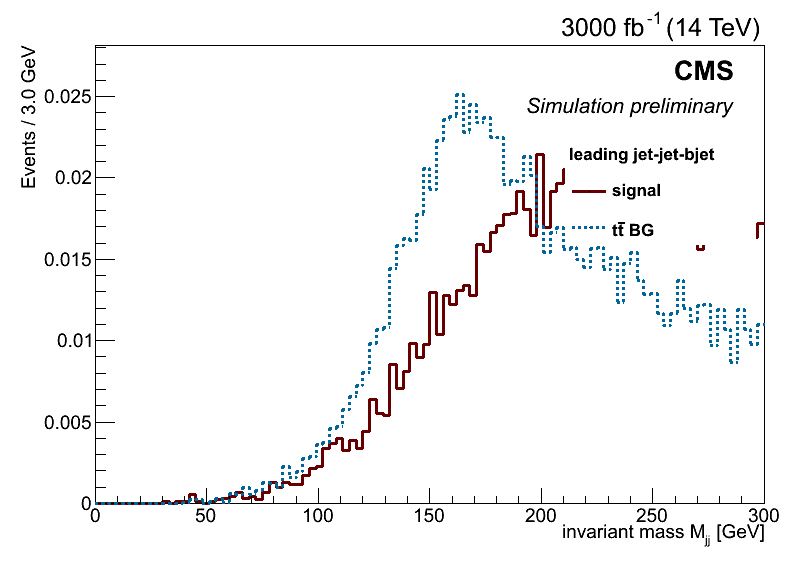 3000 fb-1 (14 TeV)
CMS
Simulation preliminary
leading jet-jet-bjet
signal
tt̄ BG
Events / 3.0 GeV
0.025
0.02
0.015
0.01
0.005
0
0 50 100 150 200 250 300
invariant mass Mjj [GeV]